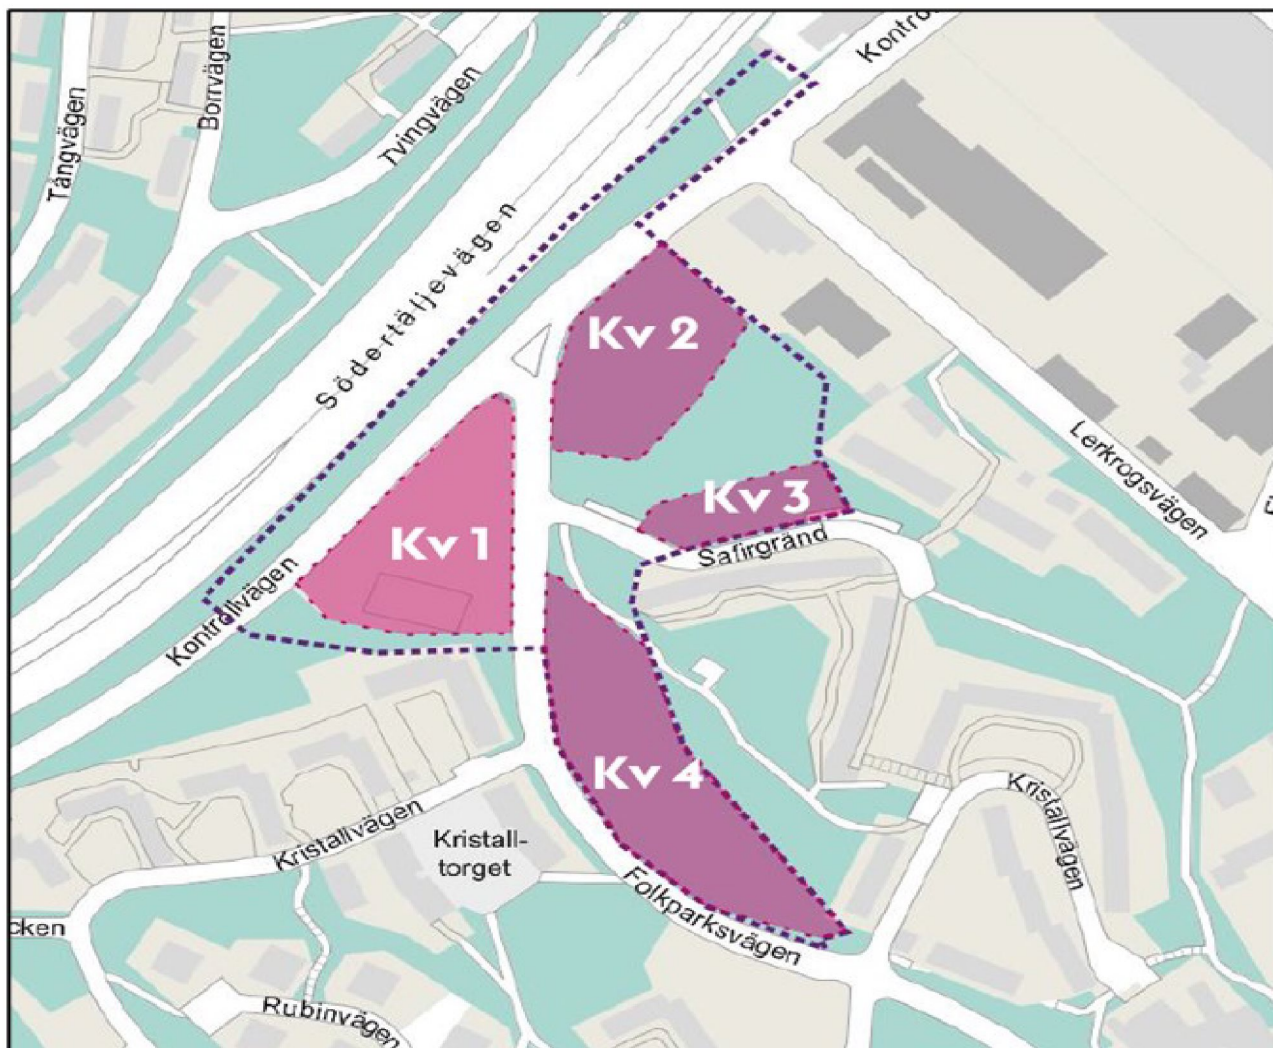 Kontro
Borrvägen
Tångvägen
Tvingvägen
Södertäljevägen
Kv 2
Lerkrogsvägen
Kv 3
Kv 1
Safirgränd
Kontrollvägen
Kv 4
Kristallvägen
Kristallvägen
Kristall-
torget
Folkparksvägen
cken
Rubinvägen